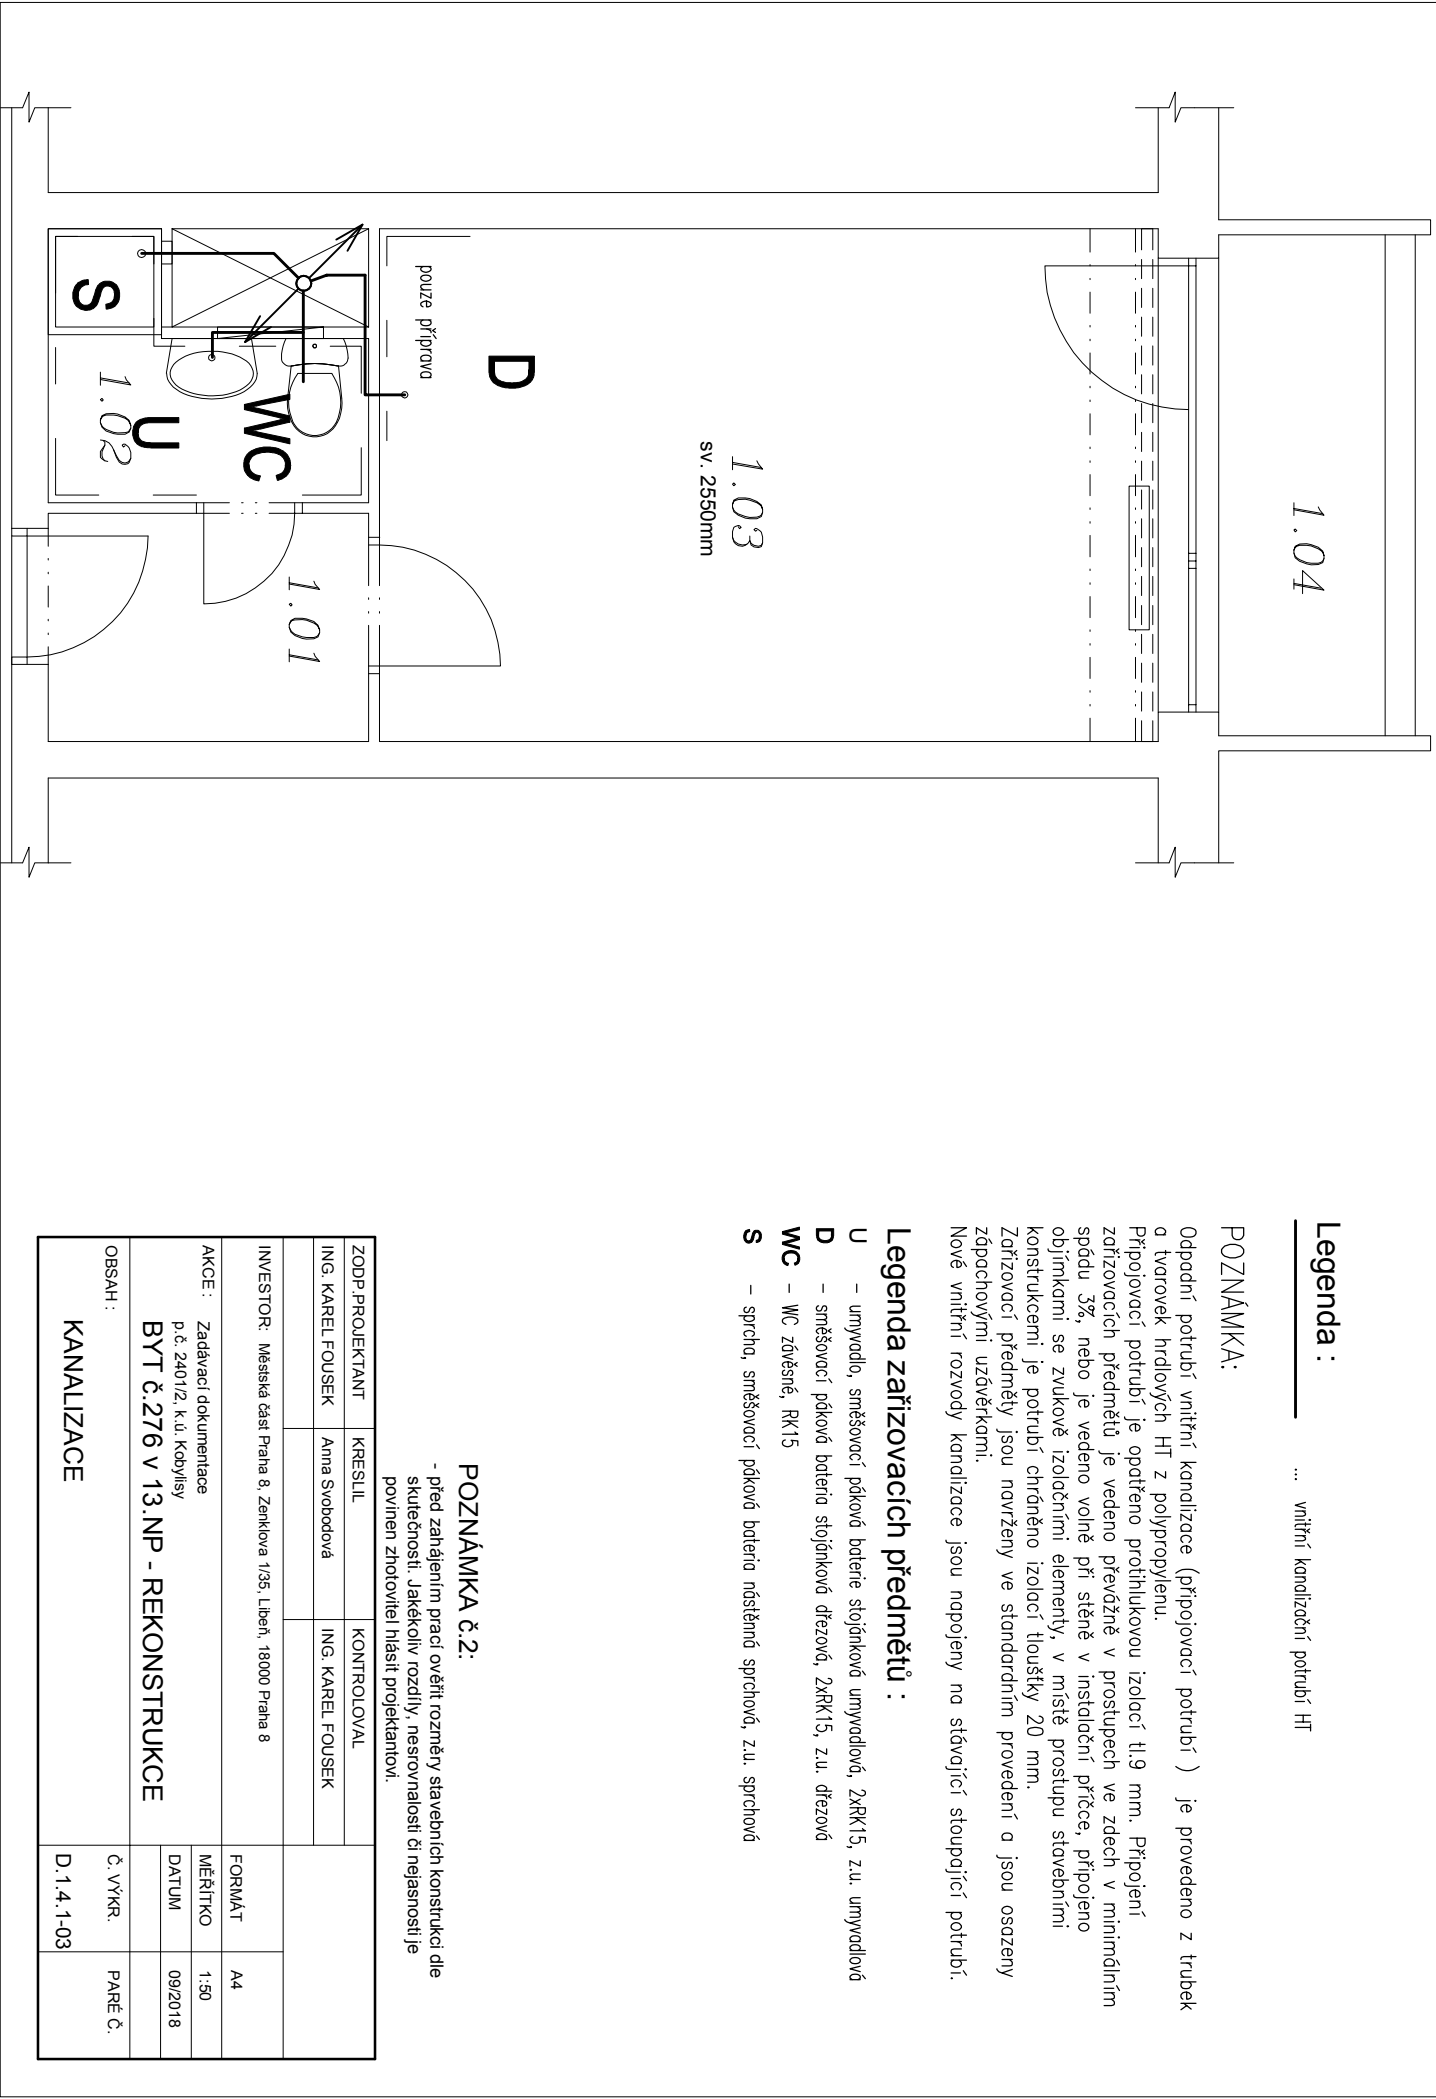 1.04
1.03
sv. 2550mm
D
pouze příprava
1.01
WC
U
1.02
S
Legenda :
... vnitřní kanalizační potrubí HT
POZNÁMKA:
Odpadní potrubí vnitřní kanalizace (připojovací potrubí ) je provedeno z trubek
a tvarovek hrdlových HT z polypropylenu.
Připojovací potrubí je opatřeno protihlukovou izolací tl.9 mm. Připojení
zařizovacích předmětů je vedeno převážně v prostupech ve zdech v minimálním
spádu 3%, nebo je vedeno volně při stěně v instalační příčce, připojeno
objímkami se zvukově izolačními elementy, v místě prostupu stavebními
konstrukcemi je potrubí chráněno izolací tloušťky 20 mm.
Zařizovací předměty jsou navrženy ve standardním provedení a jsou osazeny
zápachovými uzávěrkami.
Nové vnitřní rozvody kanalizace jsou napojeny na stávající stoupající potrubí.
Legenda zařizovacích předmětů :
U – umyvadlo, směšovací páková baterie stojánková umyvadlová, 2xRK15, z.u. umyvadlová
D – směšovací páková bateria stojánková dřezová, 2xRK15, z.u. dřezová
WC – WC závěsné, RK15
S – sprcha, směšovací páková bateria nástěnná sprchová, z.u. sprchová
POZNÁMKA č.2:
- před zahájením prací ověřit rozměry stavebních konstrukci dle
skutečnosti. Jakékoliv rozdíly, nesrovnalosti či nejasnosti je
povinen zhotovitel hlásit projektantovi.
ZODP.PROJEKTANT KRESLIL KONTROLOVAL
ING. KAREL FOUSEK Anna Svobodová ING. KAREL FOUSEK
INVESTOR: Městská část Praha 8, Zenklova 1/35, Libeň, 18000 Praha 8
FORMÁT A4
AKCE : Zadávací dokumentace
MĚŘÍTKO 1:50
p.č. 2401/2, k.ú. Kobylisy
DATUM 09/2018
BYT č.276 v 13.NP - REKONSTRUKCE
OBSAH :
Č. VÝKR. PARÉ Č.
KANALIZACE
D.1.4.1-03